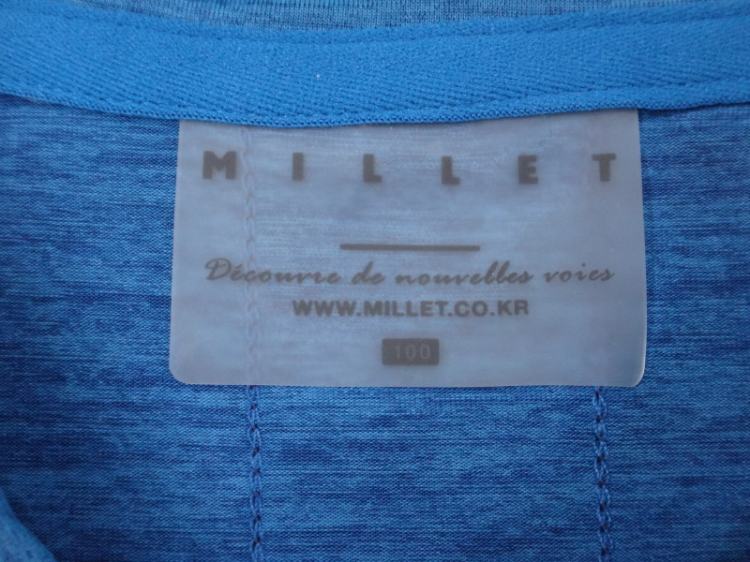 MILLET
Découvre de nouvelles voies
WWW.MILLET.CO.KR
100